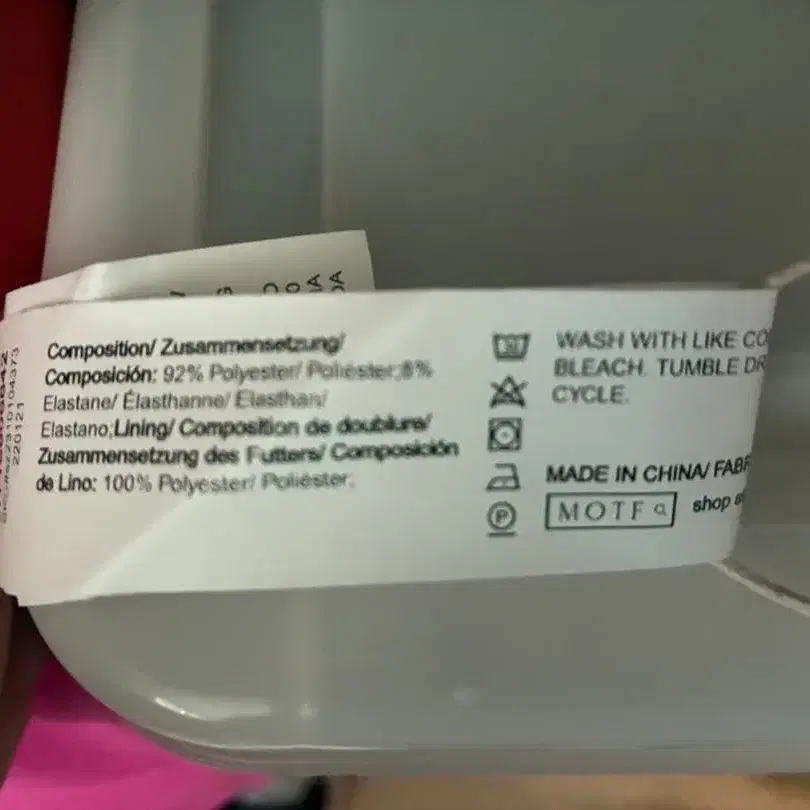 Composition/ Zusammensetzung/
Composición: 92% Polyester/ Poliéster;8%
Elastane/ Élasthanne/ Elasthan/
Elastano;Lining/ Composition de doublure/
Zusammensetzung des Futters/ Composición
de Lino: 100% Polyester/ Poliéster;
WASH WITH LIKE CO
BLEACH. TUMBLE DR
CYCLE.
MADE IN CHINA/ FABR
MOTF
shop
P
220121